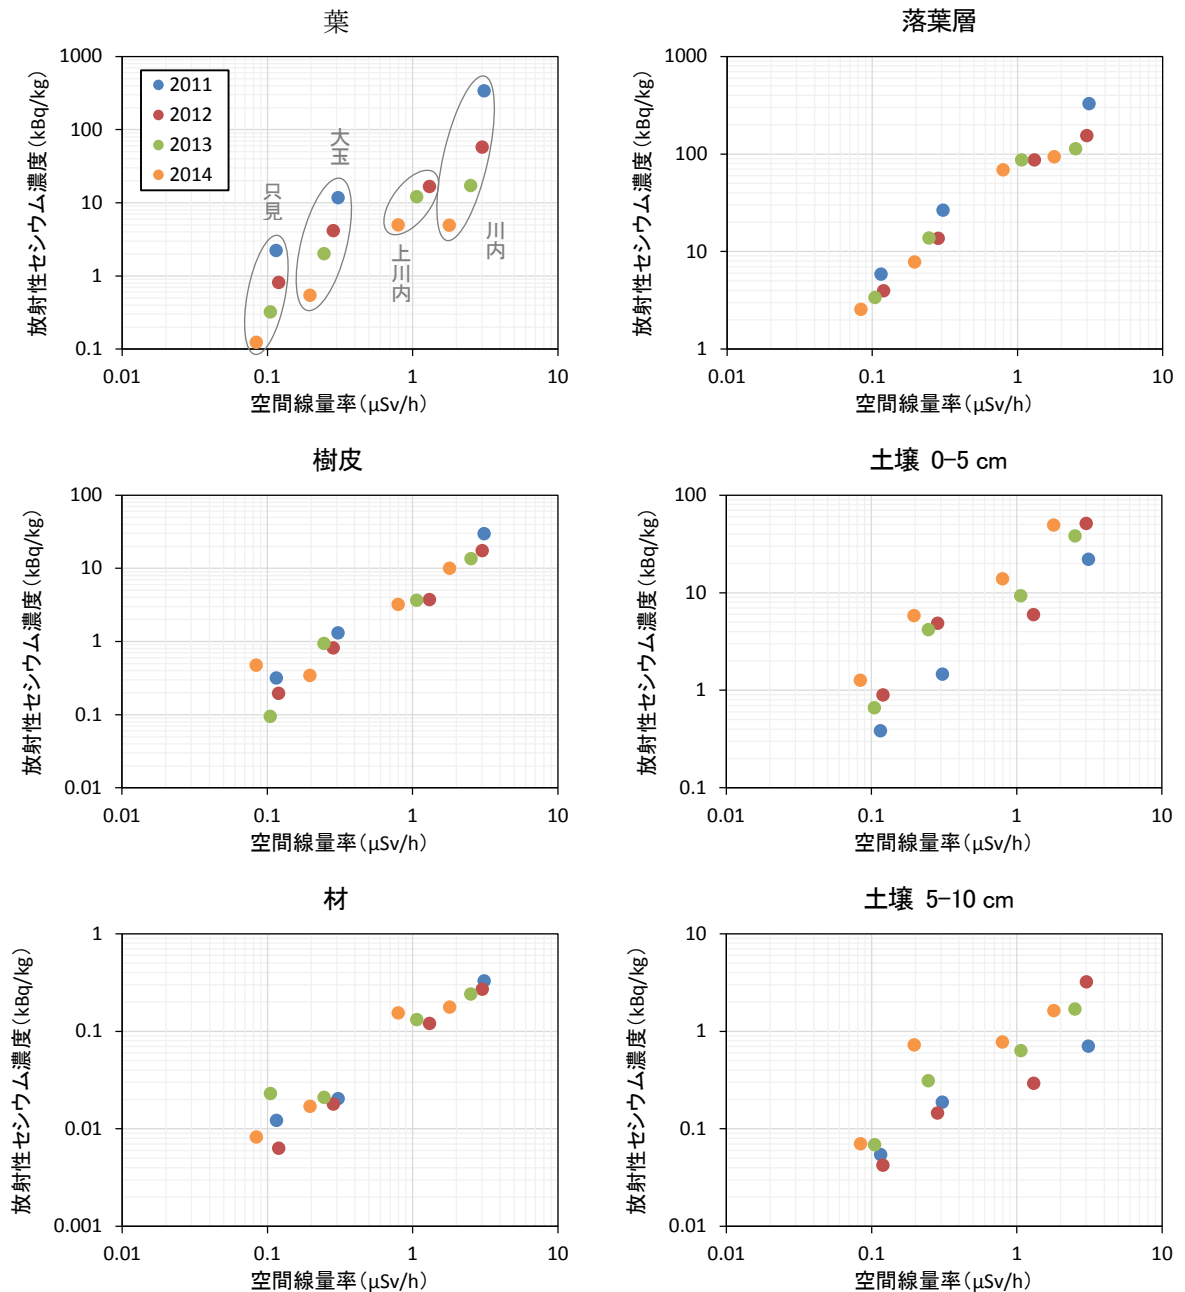 葉
放射性セシウム濃度(kBq/kg)
1000
100
10
1
0.1
2011
2012
2013
2014
只見
大玉
上川内
川内
0.01 0.1 1 10
空間線量率(μSv/h)
落葉層
放射性セシウム濃度(kBq/kg)
1000
100
10
1
0.01 0.1 1 10
空間線量率(μSv/h)
樹皮
放射性セシウム濃度(kBq/kg)
100
10
1
0.1
0.01
0.01 0.1 1 10
空間線量率(μSv/h)
土壌 0-5 cm
放射性セシウム濃度(kBq/kg)
100
10
1
0.1
0.01 0.1 1 10
空間線量率(μSv/h)
材
放射性セシウム濃度(kBq/kg)
1
0.1
0.01
0.001
0.01 0.1 1 10
空間線量率(μSv/h)
土壌 5-10 cm
放射性セシウム濃度(kBq/kg)
10
1
0.1
0.01
0.01 0.1 1 10
空間線量率(μSv/h)